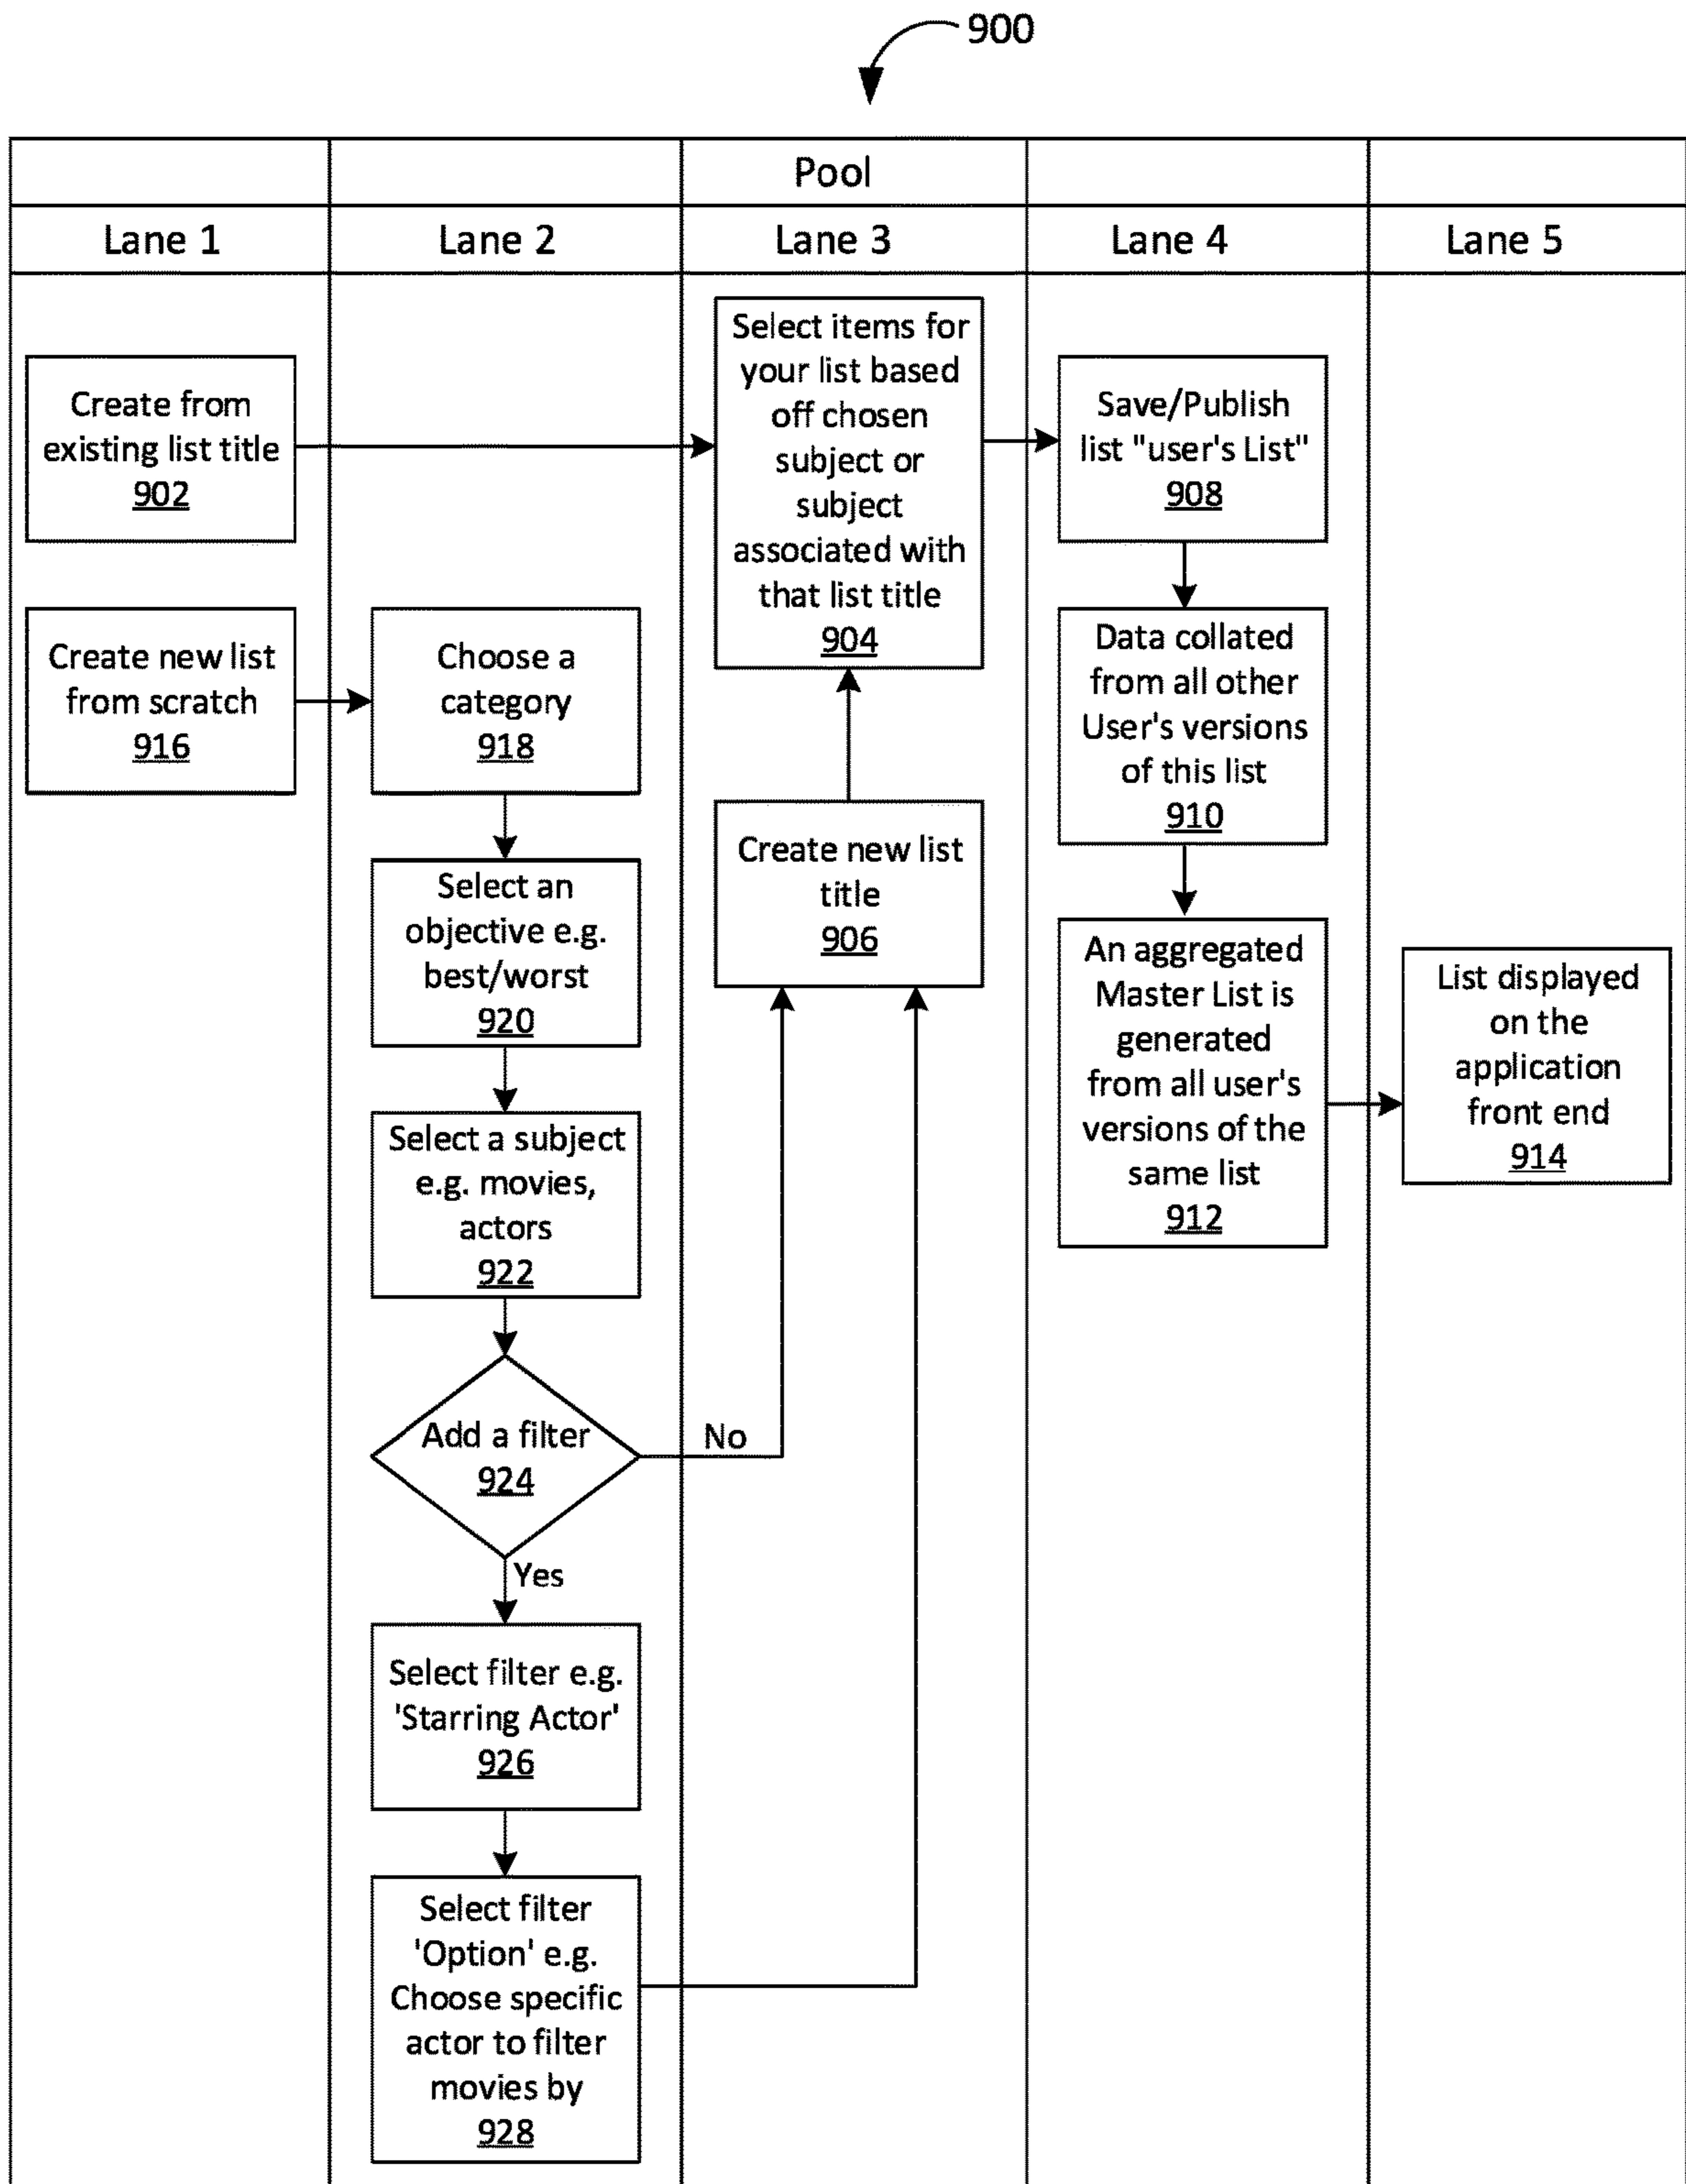 900
Pool
Lane 1
Lane 2
Lane 3
Lane 4
Lane 5
Create from
existing list title
902
Create new list
from scratch
916
Choose a
category
918
Select an
objective e.g.
best/worst
920
Select a subject
e.g. movies,
actors
922
Add a filter
924
No
Yes
Select filter e.g.
'Starring Actor'
926
Select filter
'Option' e.g.
Choose specific
actor to filter
movies by
928
Select items for
your list based
off chosen
subject or
subject
associated with
that list title
904
Create new list
title
906
Save/Publish
list "user's List"
908
Data collated
from all other
User's versions
of this list
910
An aggregated
Master List is
generated
from all user's
versions of the
same list
912
List displayed
on the
application
front end
914